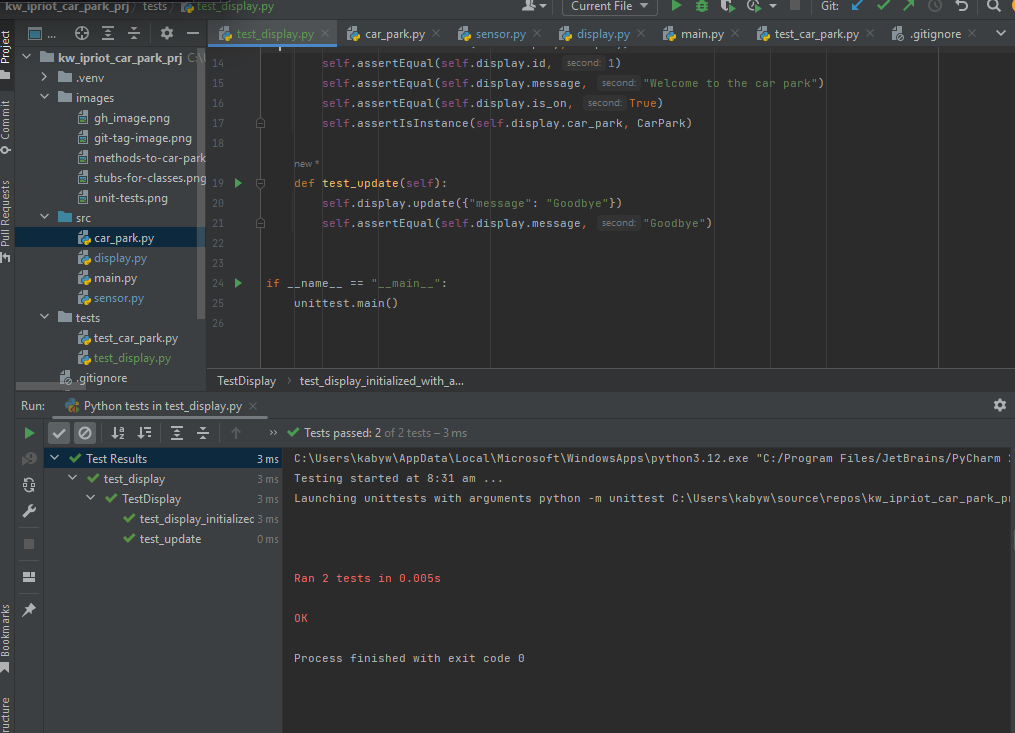 kw_ipriot_car_park_prj / tests / test_display.py
Current File
Git:
Project
...
test_display.py
car_park.py
sensor.py
display.py
main.py
test_car_park.py
.gitignore
kw_ipriot_car_park_prj C:\
.venv
images
gh_image.png
git-tag-image.png
methods-to-car-park
stubs-for-classes.png
unit-tests.png
src
car_park.py
display.py
main.py
sensor.py
tests
test_car_park.py
test_display.py
.gitignore
Commit
Pull Requests
14 self.assertEqual(self.display.id, second: 1)
15 self.assertEqual(self.display.message, second: "Welcome to the car park")
16 self.assertEqual(self.display.is_on, second: True)
17 self.assertIsInstance(self.display.car_park, CarPark)
18
new *
19 def test_update(self):
20 self.display.update({"message": "Goodbye"})
21 self.assertEqual(self.display.message, second: "Goodbye")
22
23
24 if __name__ == "__main__":
25 unittest.main()
26
TestDisplay › test_display_initialized_with_a...
Run: Python tests in test_display.py
» Tests passed: 2 of 2 tests – 3 ms
Test Results 3 ms
test_display 3 ms
TestDisplay 3 ms
test_display_initialized 3 ms
test_update 0 ms
C:\Users\kabyw\AppData\Local\Microsoft\WindowsApps\python3.12.exe "C:/Program Files/JetBrains/PyCharm
Testing started at 8:31 am ...
Launching unittests with arguments python -m unittest C:\Users\kabyw\source\repos\kw_ipriot_car_park_pr
Ran 2 tests in 0.005s
OK
Process finished with exit code 0
Bookmarks
ructure